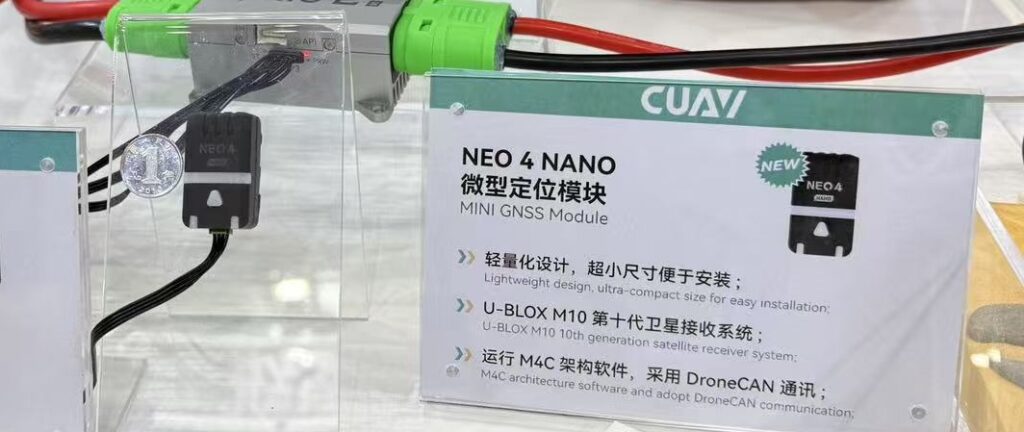 API
NEO 4
1
CUAV
NEO 4 NANO
微型定位模块
MINI GNSS Module
NEW
NEO 4
NANO
轻量化设计，超小尺寸便于安装；
Lightweight design, ultra-compact size for easy installation;
U-BLOX M10 第十代卫星接收系统；
U-BLOX M10 10th generation satellite receiver system;
运行 M4C 架构软件，采用 DroneCAN 通讯；
M4C architecture software and adopt DroneCAN communication;